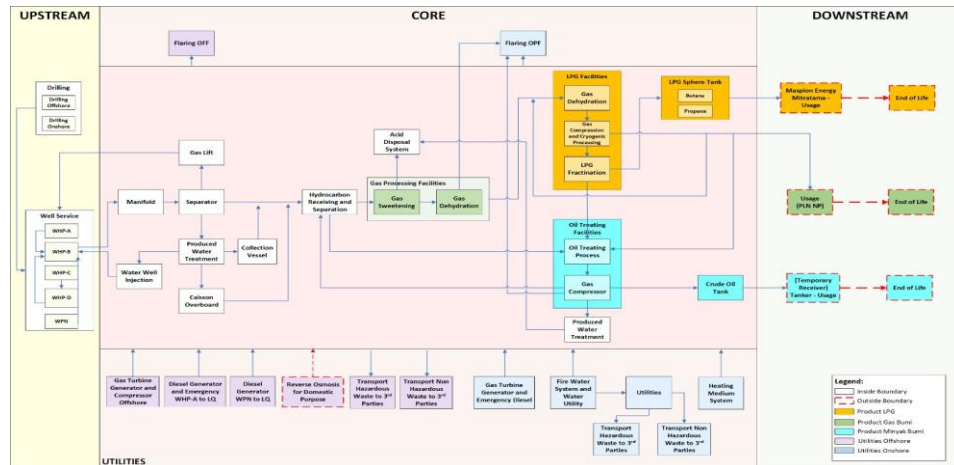 UPSTREAM
CORE
DOWNSTREAM
Flaring OFF
Flaring OPF
Drilling
Drilling
Offshore
Drilling
Onshore
LPG Facilities
Gas
Dehydration
Gas
Compression
and Cryogenic
Processing
LPG
Fractination
LPG Sphere Tank
Butane
Propane
Maspion Energy
Mitratama -
Usage
End of Life
Gas Lift
Acid
Disposal
System
Gas Processing Facilities
Gas
Sweetening
Gas
Dehydration
Well Service
WHP-A
WHP-B
WHP-C
WHP-D
WPN
Manifold
Separator
Hydrocarbon
Receiving and
Separation
Usage
(PLN NP)
End of Life
Produced
Water
Treatment
Collection
Vessel
Water Well
Injection
Caisson
Overboard
Oil Treating
Facilities
Oil Treating
Process
Gas
Compressor
Crude Oil
Tank
[Temporary
Receiver]
Tanker - Usage
End of Life
Produced
Water
Treatment
Gas Turbine
Generator and
Compressor
Offshore
Diesel Generator
and Emergency
WHP-A to LQ
Diesel
Generator
WPN to LQ
Reverse Osmosis
for Domestic
Purpose
Transport
Hazardous
Waste to 3rd
Parties
Transport Non
Hazardous
Waste to 3rd
Parties
Gas Turbine
Generator and
Emergency Diesel
Fire Water
System and
Water
Utility
Utilities
Heating
Medium
System
Transport
Hazardous
Waste to 3rd
Parties
Transport Non
Hazardous
Waste to 3rd
Parties
UTILITIES
Legend:
Inside Boundary
Outside Boundary
Product LPG
Product Gas Bumi
Product Minyak Bumi
Utilities Offshore
Utilities Onshore